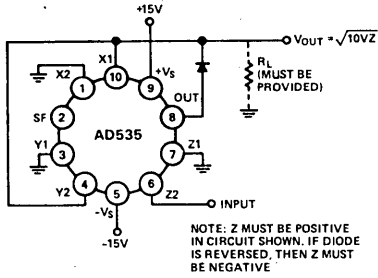 +15V
VOUT = √10VZ
X1
X2
+VS
RL
(MUST BE
PROVIDED)
10
1
9
OUT
SF
2
8
AD535
Y1
Z1
3
7
Y2
4
5
6
Z2
-VS
INPUT
-15V
NOTE: Z MUST BE POSITIVE
IN CIRCUIT SHOWN. IF DIODE
IS REVERSED, THEN Z MUST
BE NEGATIVE